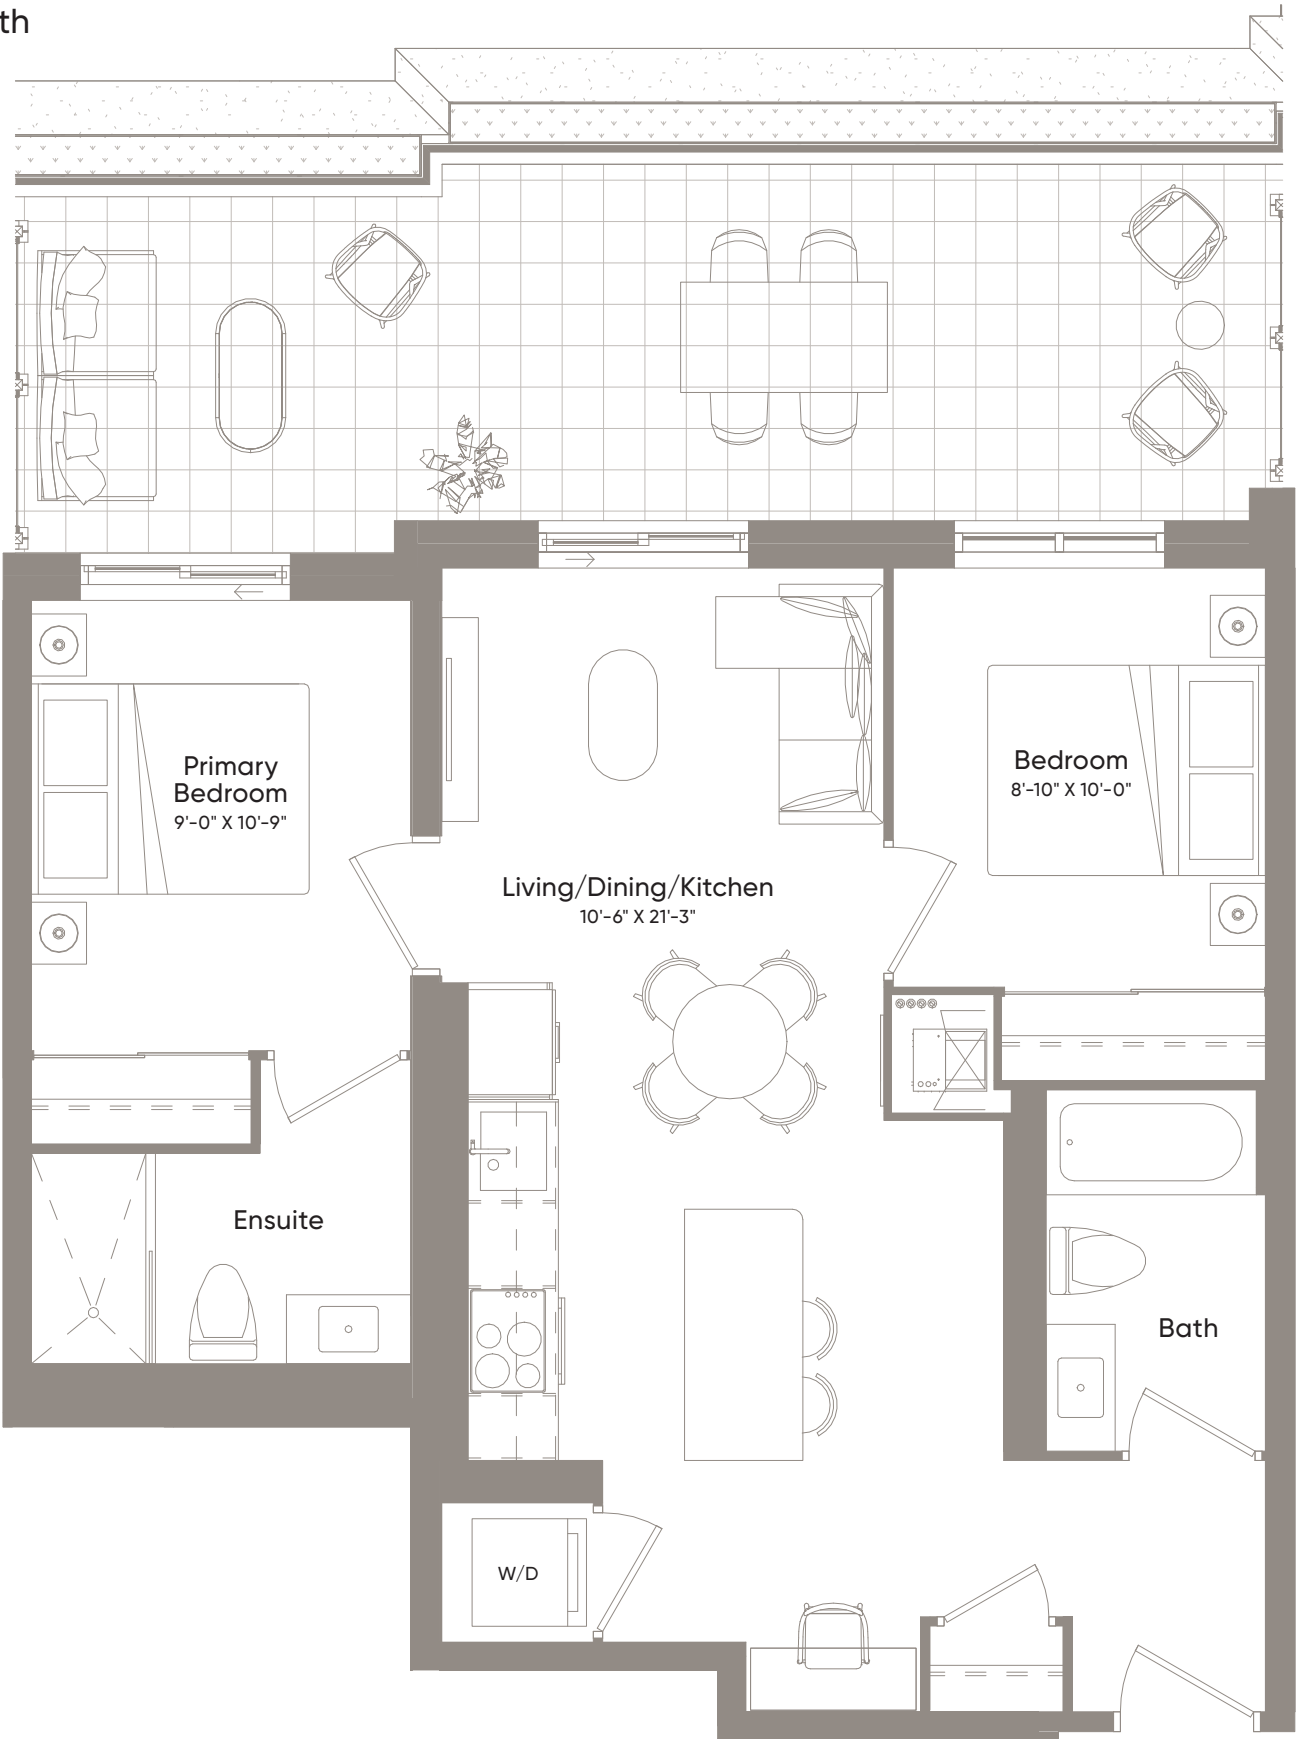 th
Primary
Bedroom
9'-0" X 10'-9"
Bedroom
8'-10" X 10'-0"
Living/Dining/Kitchen
10'-6" X 21'-3"
Ensuite
Bath
W/D